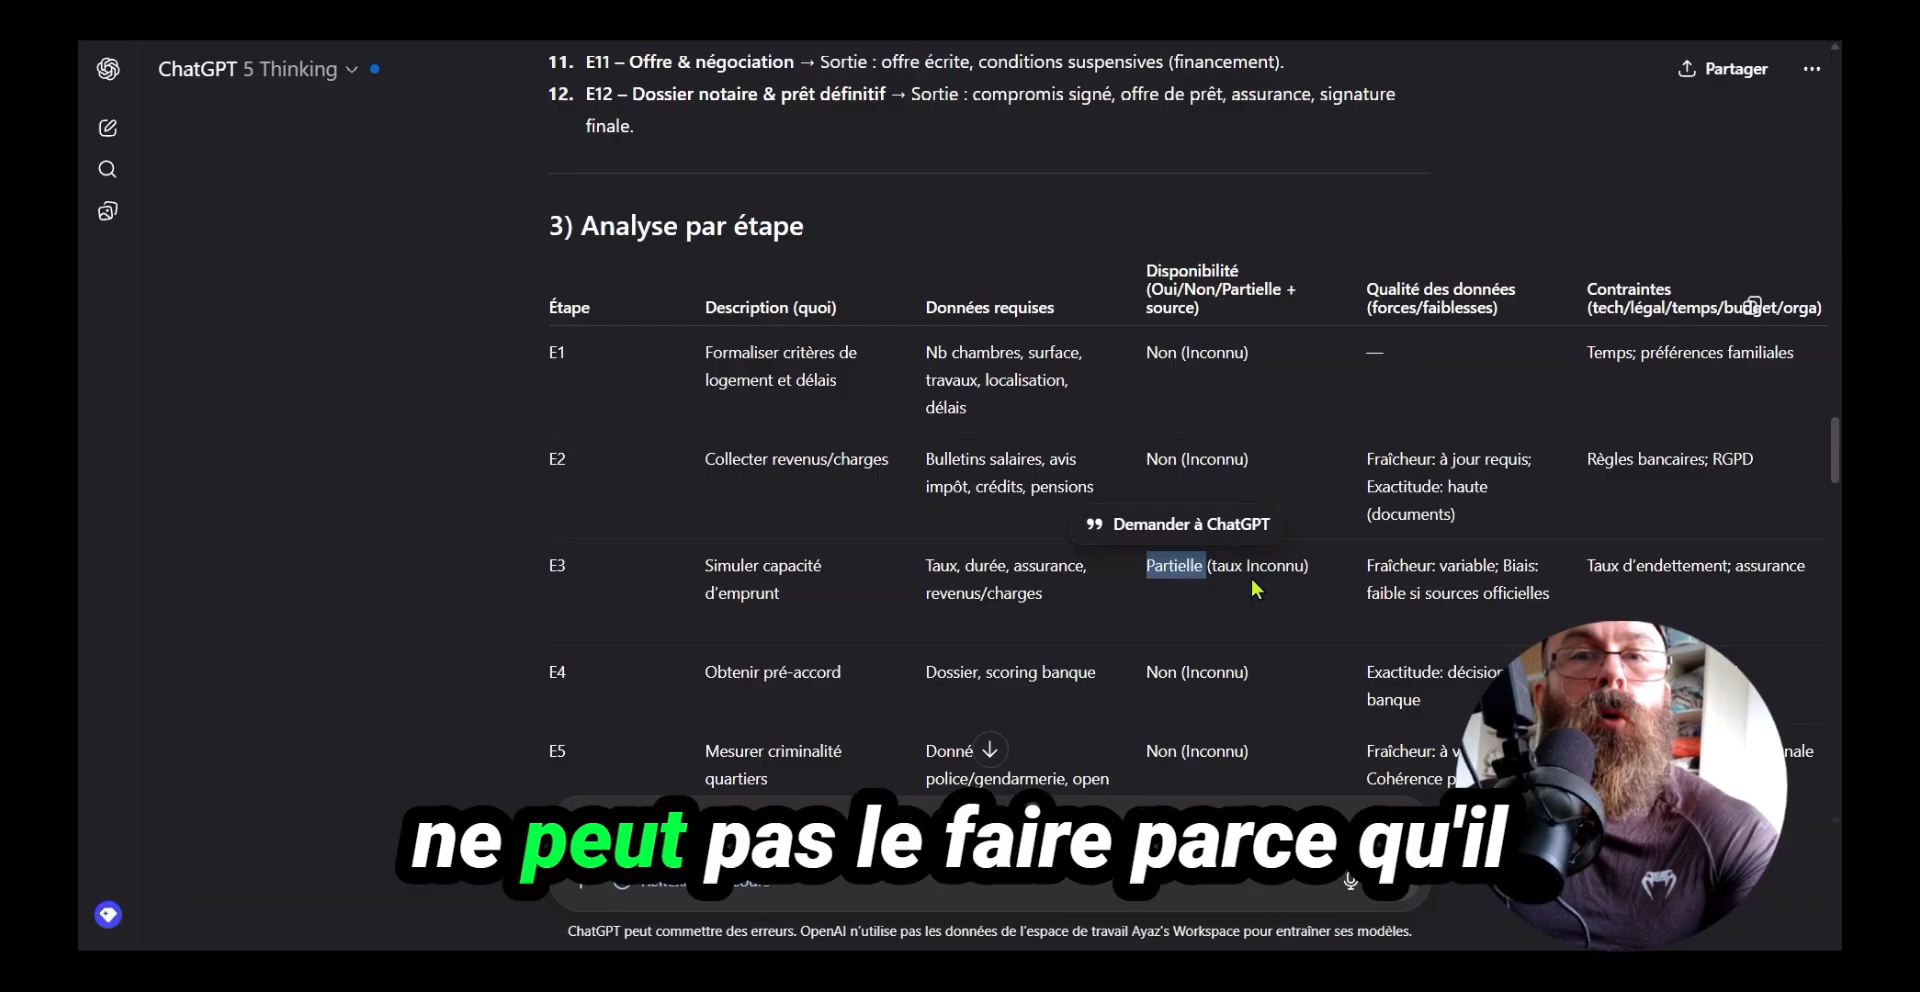 ChatGPT 5 Thinking
Partager
11. E11 – Offre & négociation → Sortie : offre écrite, conditions suspensives (financement).
12. E12 – Dossier notaire & prêt définitif → Sortie : compromis signé, offre de prêt, assurance, signature
finale.
3) Analyse par étape
Étape
Description (quoi)
Données requises
Disponibilité
(Oui/Non/Partielle +
source)
Qualité des données
(forces/faiblesses)
Contraintes
(tech/légal/temps/budget/orga)
E1
Formaliser critères de
logement et délais
Nb chambres, surface,
travaux, localisation,
délais
Non (Inconnu)
—
Temps; préférences familiales
E2
Collecter revenus/charges
Bulletins salaires, avis
impôt, crédits, pensions
Non (Inconnu)
Fraîcheur: à jour requis;
Exactitude: haute
(documents)
Règles bancaires; RGPD
Demander à ChatGPT
E3
Simuler capacité
d'emprunt
Taux, durée, assurance,
revenus/charges
Partielle (taux Inconnu)
Fraîcheur: variable; Biais:
faible si sources officielles
Taux d'endettement; assurance
E4
Obtenir pré-accord
Dossier, scoring banque
Non (Inconnu)
Exactitude: décision
banque
E5
Mesurer criminalité
quartiers
police/gendarmerie, open
Non (Inconnu)
Fraîcheur: à
ne peut pas le faire parce qu'il
ChatGPT peut commettre des erreurs. OpenAI n'utilise pas les données de l'espace de travail Ayaz's Workspace pour entraîner ses modèles.